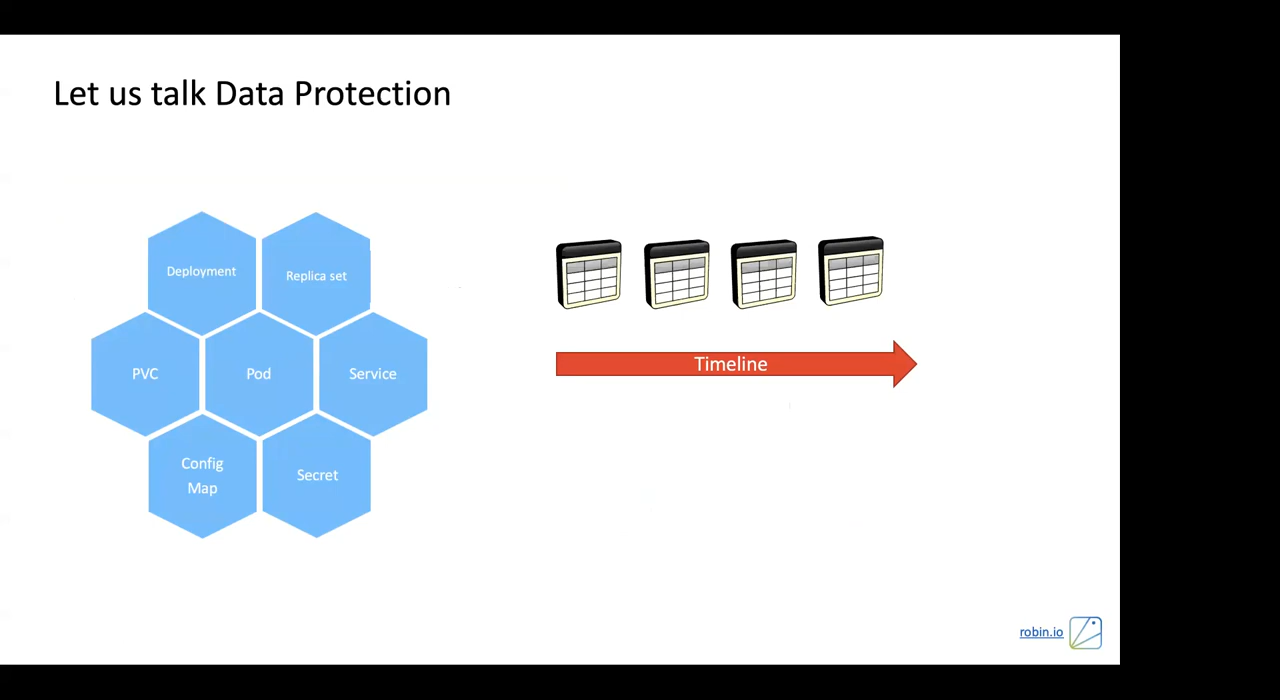 Let us talk Data Protection
Deployment
Replica set
PVC
Pod
Service
Config
Map
Secret
Timeline
robin.io